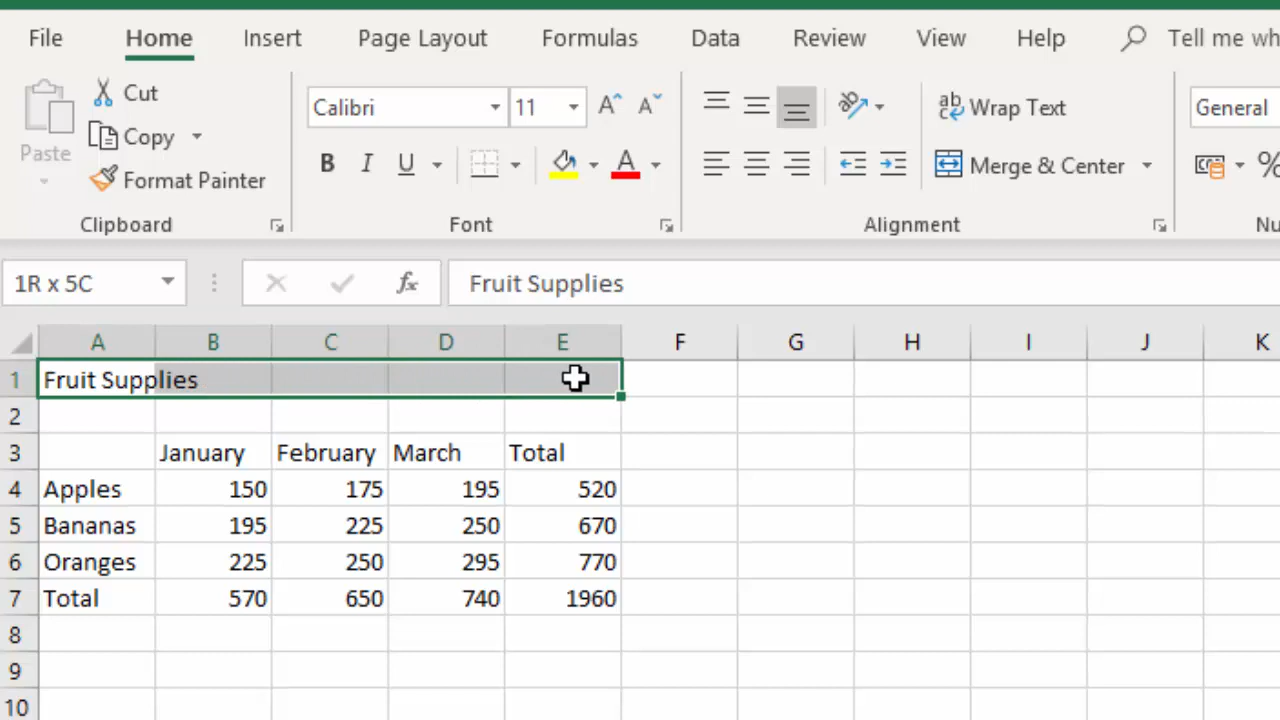 File Home Insert Page Layout Formulas Data Review View Help Tell me wh
Cut
Copy
Format Painter
Paste
Clipboard
Calibri 11 A A
B I U A
Font
ab Wrap Text
Merge & Center
Alignment
General
%
Nu
1R x 5C fx Fruit Supplies
A B C D E F G H I J K
1 Fruit Supplies
2
3 January February March Total
4 Apples 150 175 195 520
5 Bananas 195 225 250 670
6 Oranges 225 250 295 770
7 Total 570 650 740 1960
8
9
10